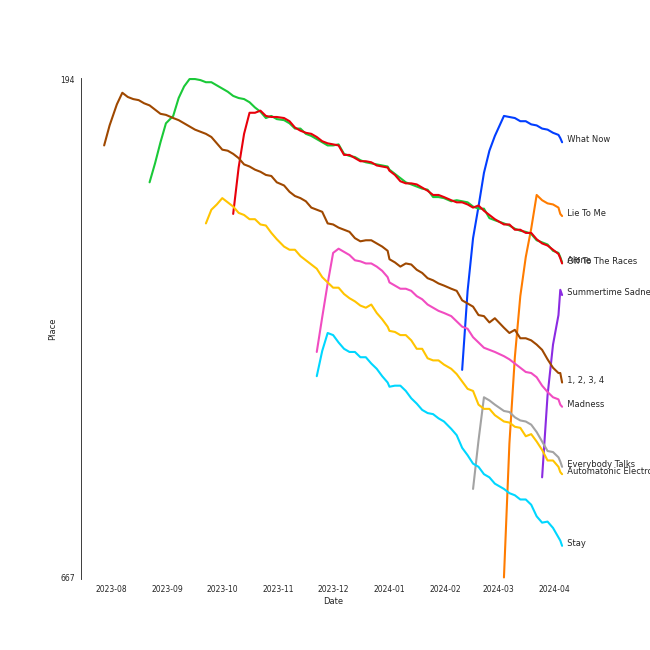 194
What Now
Lie To Me
Off To The Races
Summertime Sadne
1, 2, 3, 4
Madness
Everybody Talks
Automatonic Electro
Stay
667
Place
2023-08
2023-09
2023-10
2023-11
2023-12
2024-01
2024-02
2024-03
2024-04
Date